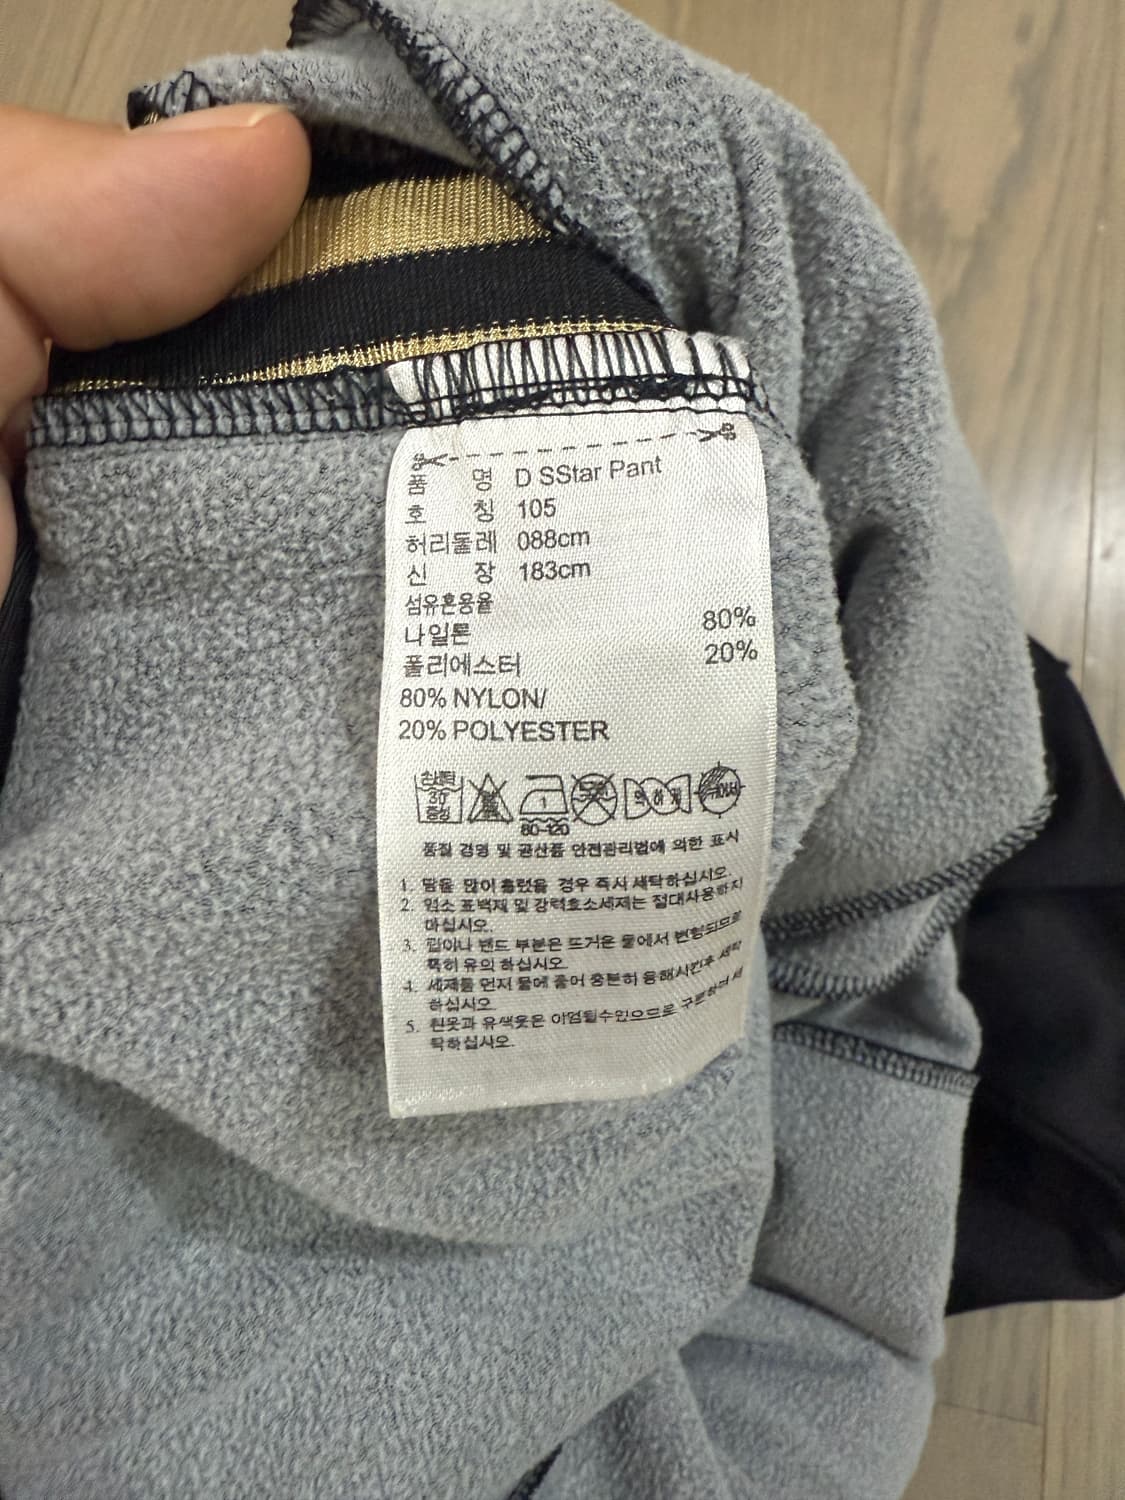 품 명 D SStar Pant
호 칭 105
허리둘레 088cm
신 장 183cm
섬유혼용율
나일론 80%
폴리에스터 20%
80% NYLON/
20% POLYESTER
손세탁
30
중성
1
80-120
품질 경영 및 공산품 안전관리법에 의한 표시
1. 땀을 많이 흘렸을 경우 즉시 세탁하십시오.
2. 염소 표백제 및 강력효소세제는 절대사용하지
마십시오.
3. 립이나 밴드 부분은 뜨거운 물에서 변형되므로
특히 유의 하십시오.
4. 세제를 먼저 물에 풀어 충분히 용해시킨후 세탁
하십시오.
5. 흰옷과 유색옷은 이염될수있으므로 구분하여 세
탁하십시오.